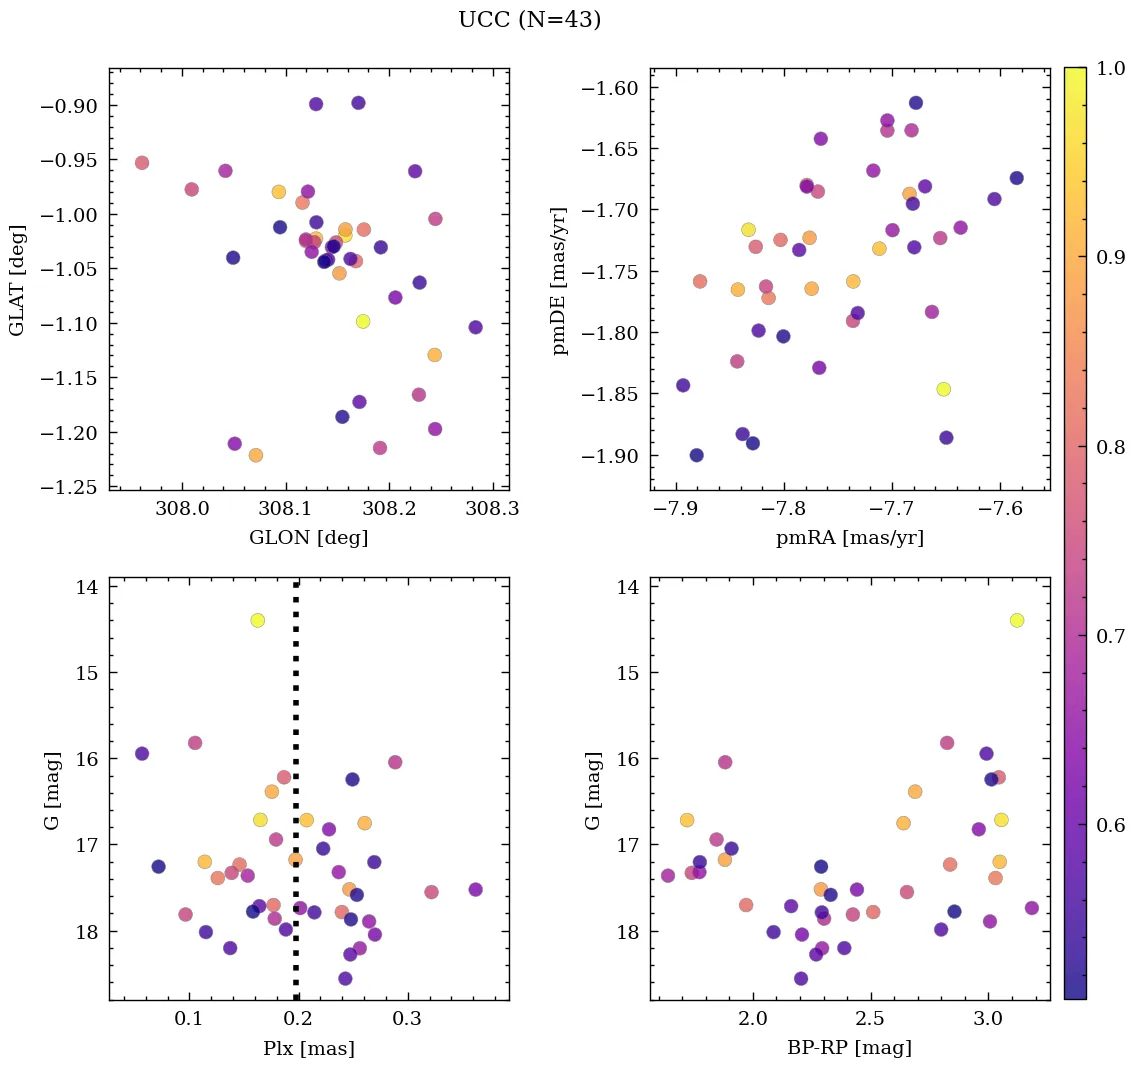 UCC (N=43)
−0.90
−0.95
−1.00
−1.05
−1.10
−1.15
−1.20
−1.25
GLAT [deg]
308.0 308.1 308.2 308.3
GLON [deg]
−1.60
−1.65
−1.70
−1.75
−1.80
−1.85
−1.90
pmDE [mas/yr]
−7.9 −7.8 −7.7 −7.6
pmRA [mas/yr]
14
15
16
17
18
G [mag]
0.1 0.2 0.3
Plx [mas]
14
15
16
17
18
G [mag]
2.0 2.5 3.0
BP-RP [mag]
1.0
0.9
0.8
0.7
0.6